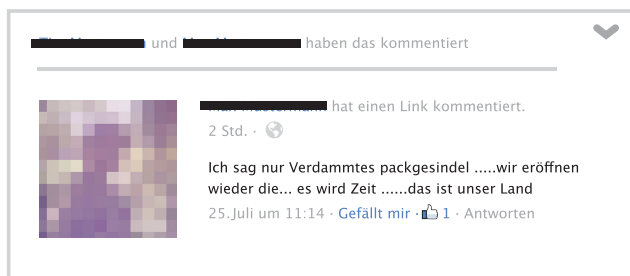 und haben das kommentiert
hat einen Link kommentiert.
2 Std. ·
Ich sag nur Verdammtes packgesindel .....wir eröffnen
wieder die... es wird Zeit ......das ist unser Land
25.Juli um 11:14 · Gefällt mir · 1 · Antworten